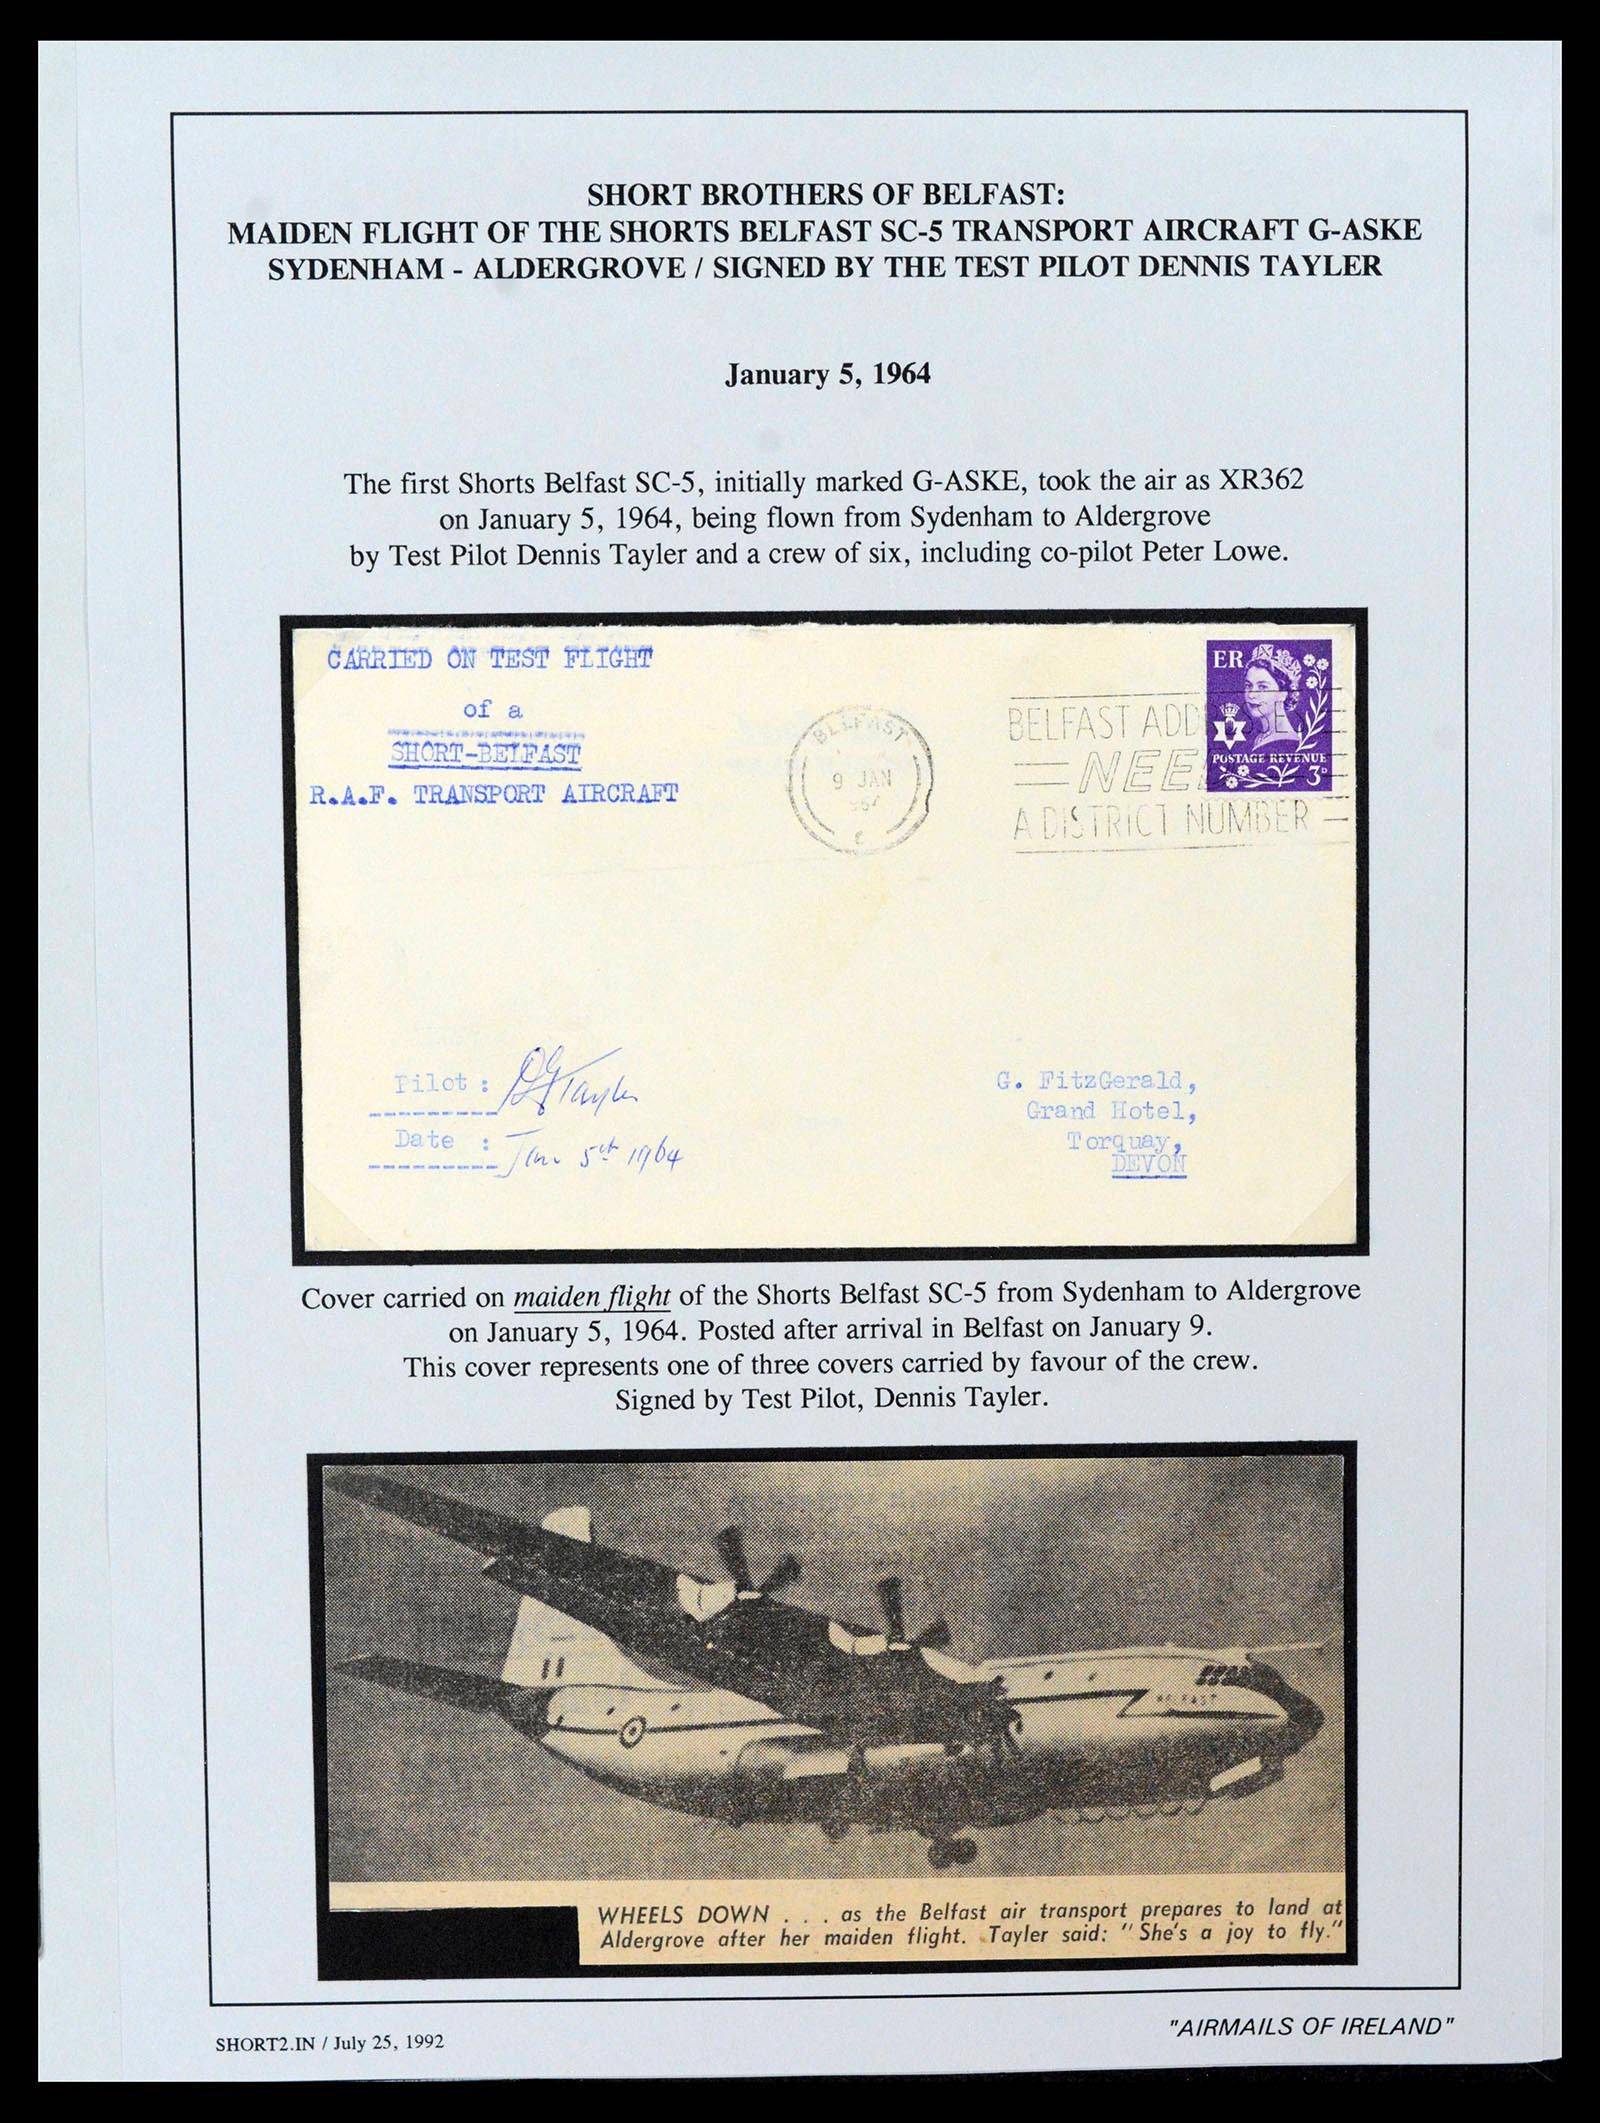 SHORT BROTHERS OF BELFAST:
MAIDEN FLIGHT OF THE SHORTS BELFAST SC-5 TRANSPORT AIRCRAFT G-ASKE
SYDENHAM - ALDERGROVE / SIGNED BY THE TEST PILOT DENNIS TAYLER
January 5, 1964
The first Shorts Belfast SC-5, initially marked G-ASKE, took the air as XR362
on January 5, 1964, being flown from Sydenham to Aldergrove
by Test Pilot Dennis Tayler and a crew of six, including co-pilot Peter Lowe.
CARRIED ON TEST FLIGHT
of a
SHORT-BELFAST
R.A.F. TRANSPORT AIRCRAFT
BELFAST
9 JAN
BELFAST
A DISTRICT NUMBER
ER
POSTAGE REVENUE
3D
Pilot : Tayler
Date : Jan 5th 1964
G. FitzGerald,
Grand Hotel,
Torquay,
DEVON
Cover carried on maiden flight of the Shorts Belfast SC-5 from Sydenham to Aldergrove
on January 5, 1964. Posted after arrival in Belfast on January 9.
This cover represents one of three covers carried by favour of the crew.
Signed by Test Pilot, Dennis Tayler.
BELFAST
WHEELS DOWN . . . as the Belfast air transport prepares to land at
Aldergrove after her maiden flight. Tayler said: "She's a joy to fly."
SHORT2.IN / July 25, 1992
"AIRMAILS OF IRELAND"